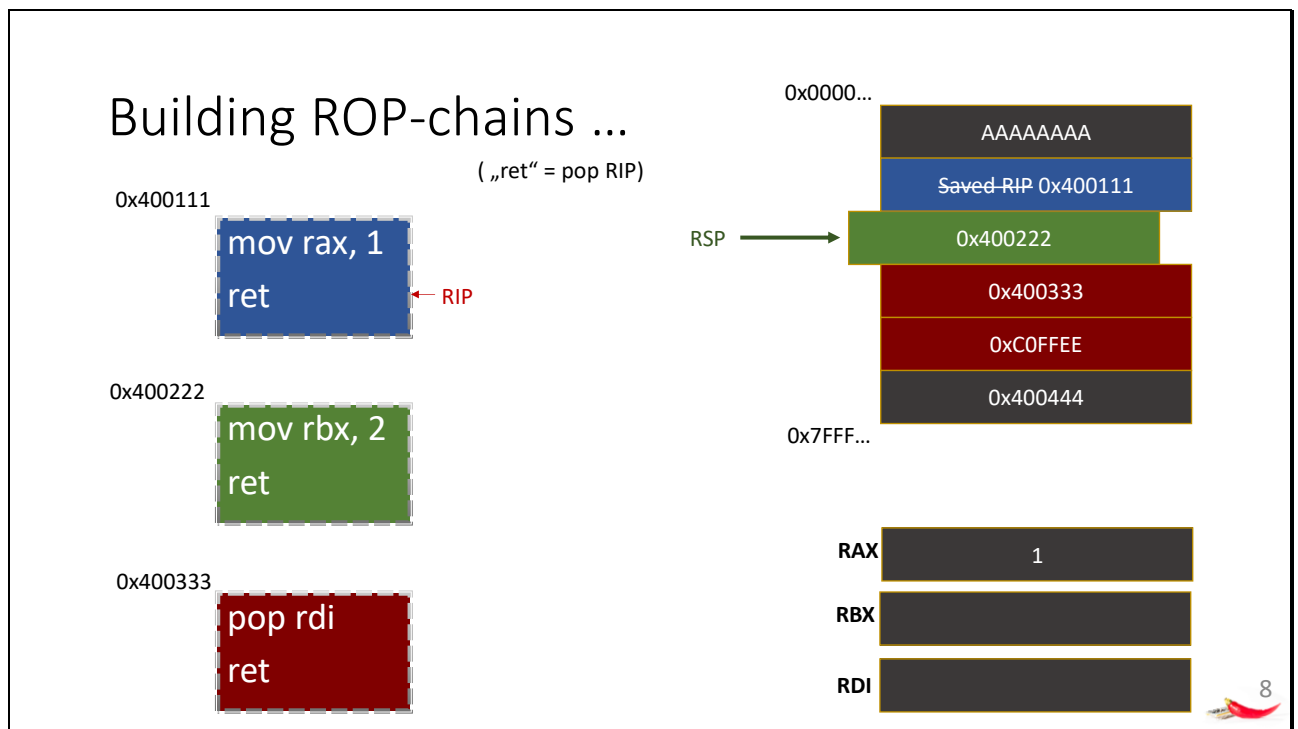 Building ROP-chains ...
( „ret“ = pop RIP)
0x400111
mov rax, 1
ret
RIP
0x400222
mov rbx, 2
ret
0x400333
pop rdi
ret
0x0000...
AAAAAAAA
Saved RIP 0x400111
RSP
0x400222
0x400333
0xC0FFEE
0x400444
0x7FFF...
RAX
1
RBX
RDI
8